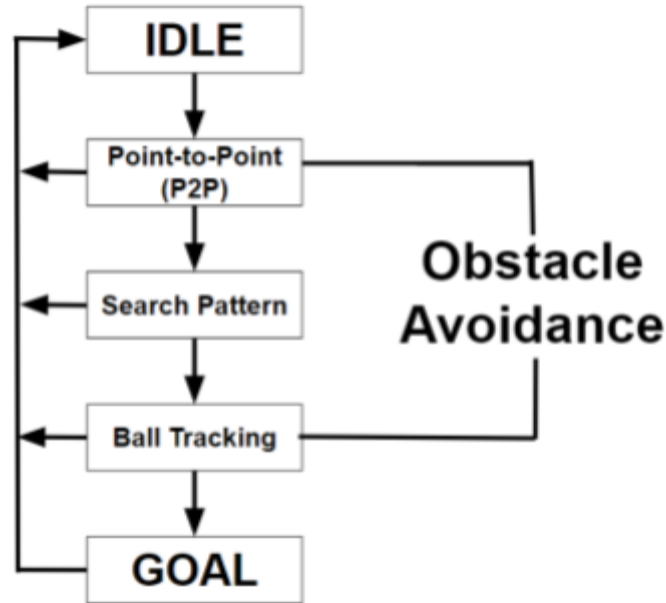 IDLE
Point-to-Point
(P2P)
Obstacle
Avoidance
Search Pattern
Ball Tracking
GOAL